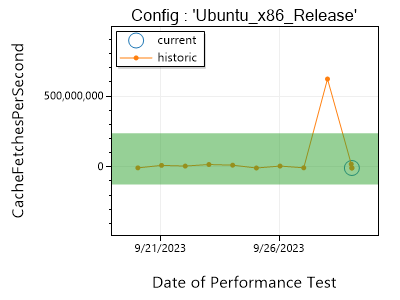 Config : 'Ubuntu_x86_Release'
current
historic
CacheFetchesPerSecond
500,000,000
0
9/21/2023
9/26/2023
Date of Performance Test